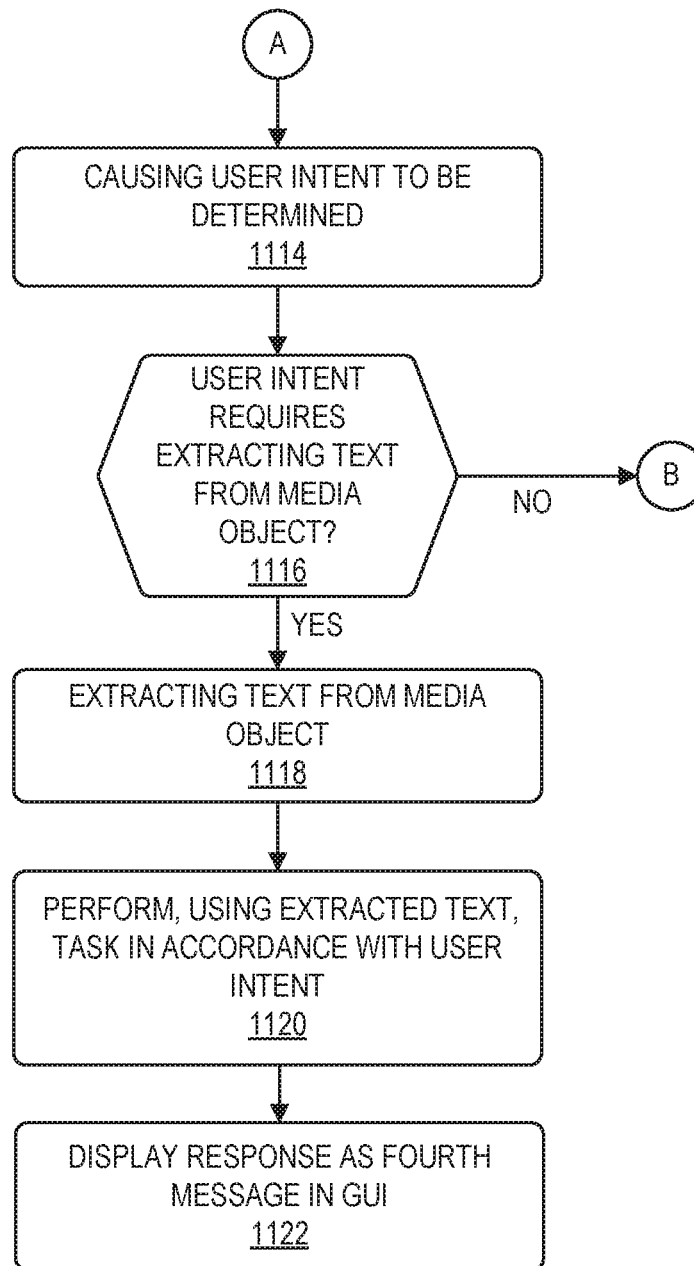 A
CAUSING USER INTENT TO BE
DETERMINED
1114
USER INTENT
REQUIRES
EXTRACTING TEXT
FROM MEDIA
OBJECT?
1116
NO
B
YES
EXTRACTING TEXT FROM MEDIA
OBJECT
1118
PERFORM, USING EXTRACTED TEXT,
TASK IN ACCORDANCE WITH USER
INTENT
1120
DISPLAY RESPONSE AS FOURTH
MESSAGE IN GUI
1122